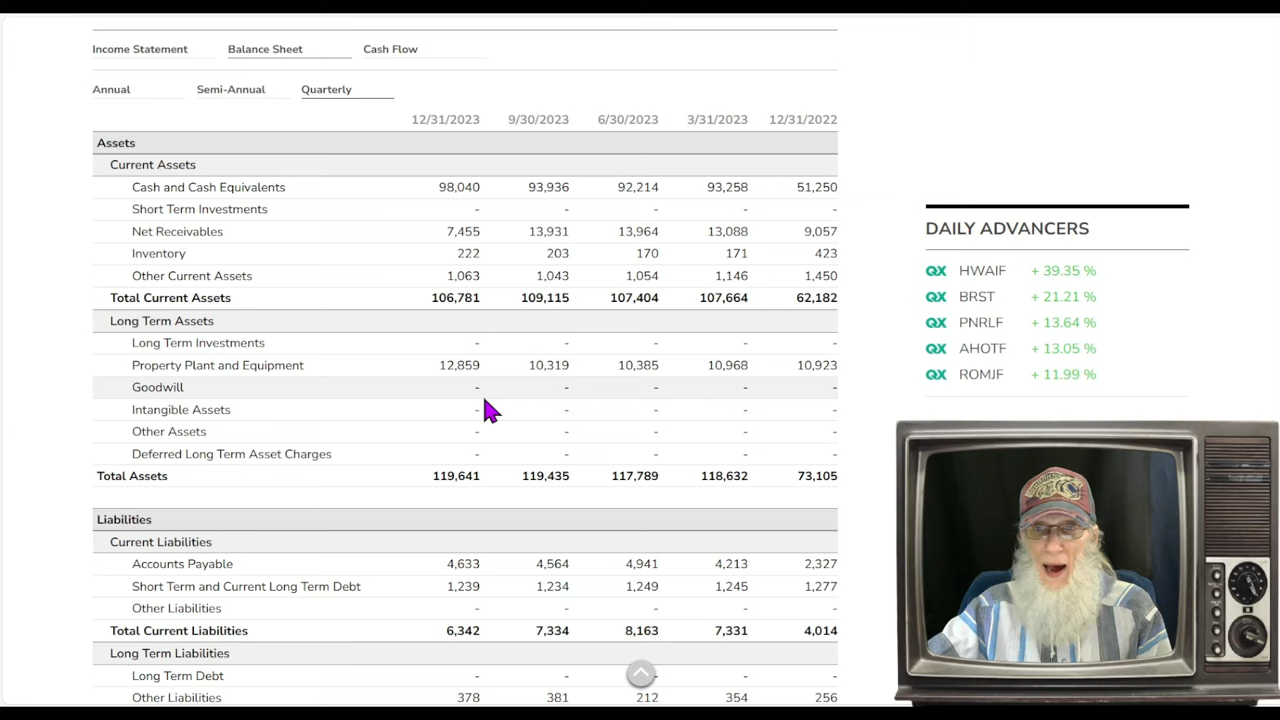 Income Statement Balance Sheet Cash Flow
Annual Semi-Annual Quarterly
12/31/2023 9/30/2023 6/30/2023 3/31/2023 12/31/2022
Assets
Current Assets
Cash and Cash Equivalents 98,040 93,936 92,214 93,258 51,250
Short Term Investments - - - - -
Net Receivables 7,455 13,931 13,964 13,088 9,057
Inventory 222 203 170 171 423
Other Current Assets 1,063 1,043 1,054 1,146 1,450
Total Current Assets 106,781 109,115 107,404 107,664 62,182
Long Term Assets
Long Term Investments - - - - -
Property Plant and Equipment 12,859 10,319 10,385 10,968 10,923
Goodwill - - - - -
Intangible Assets - - - - -
Other Assets - - - - -
Deferred Long Term Asset Charges - - - - -
Total Assets 119,641 119,435 117,789 118,632 73,105
Liabilities
Current Liabilities
Accounts Payable 4,633 4,564 4,941 4,213 2,327
Short Term and Current Long Term Debt 1,239 1,234 1,249 1,245 1,277
Other Liabilities - - - - -
Total Current Liabilities 6,342 7,334 8,163 7,331 4,014
Long Term Liabilities
Long Term Debt - - - - -
Other Liabilities 378 381 212 354 256
DAILY ADVANCERS
QX HWAIF + 39.35 %
QX BRST + 21.21 %
QX PNRLF + 13.64 %
QX AHOTF + 13.05 %
QX ROMJF + 11.99 %